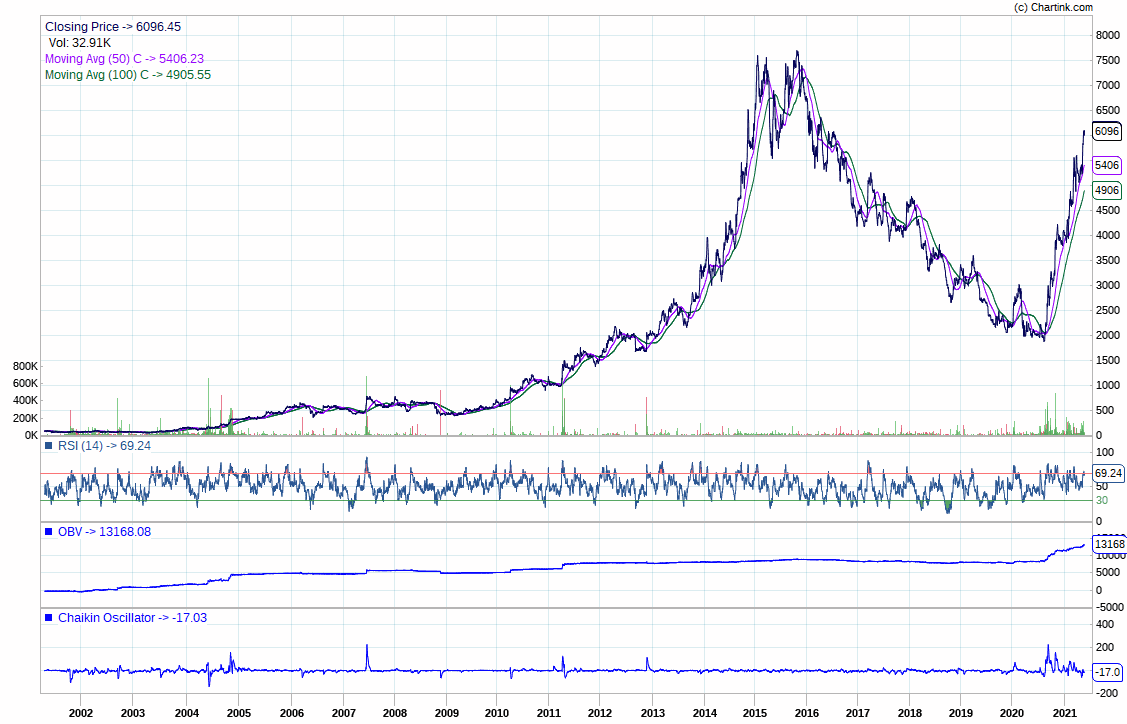 (c) Chartink.com
Closing Price -> 6096.45
Vol: 32.91K
Moving Avg (50) C -> 5406.23
Moving Avg (100) C -> 4905.55
8000
7500
7000
6500
6096
5406
4906
4500
4000
3500
3000
2500
2000
1500
1000
500
0
800K
600K
400K
200K
0K
RSI (14) -> 69.24
100
69.24
50
30
0
OBV -> 13168.08
13168
10000
5000
0
-5000
Chaikin Oscillator -> -17.03
400
200
-17.0
-200
2002 2003 2004 2005 2006 2007 2008 2009 2010 2011 2012 2013 2014 2015 2016 2017 2018 2019 2020 2021